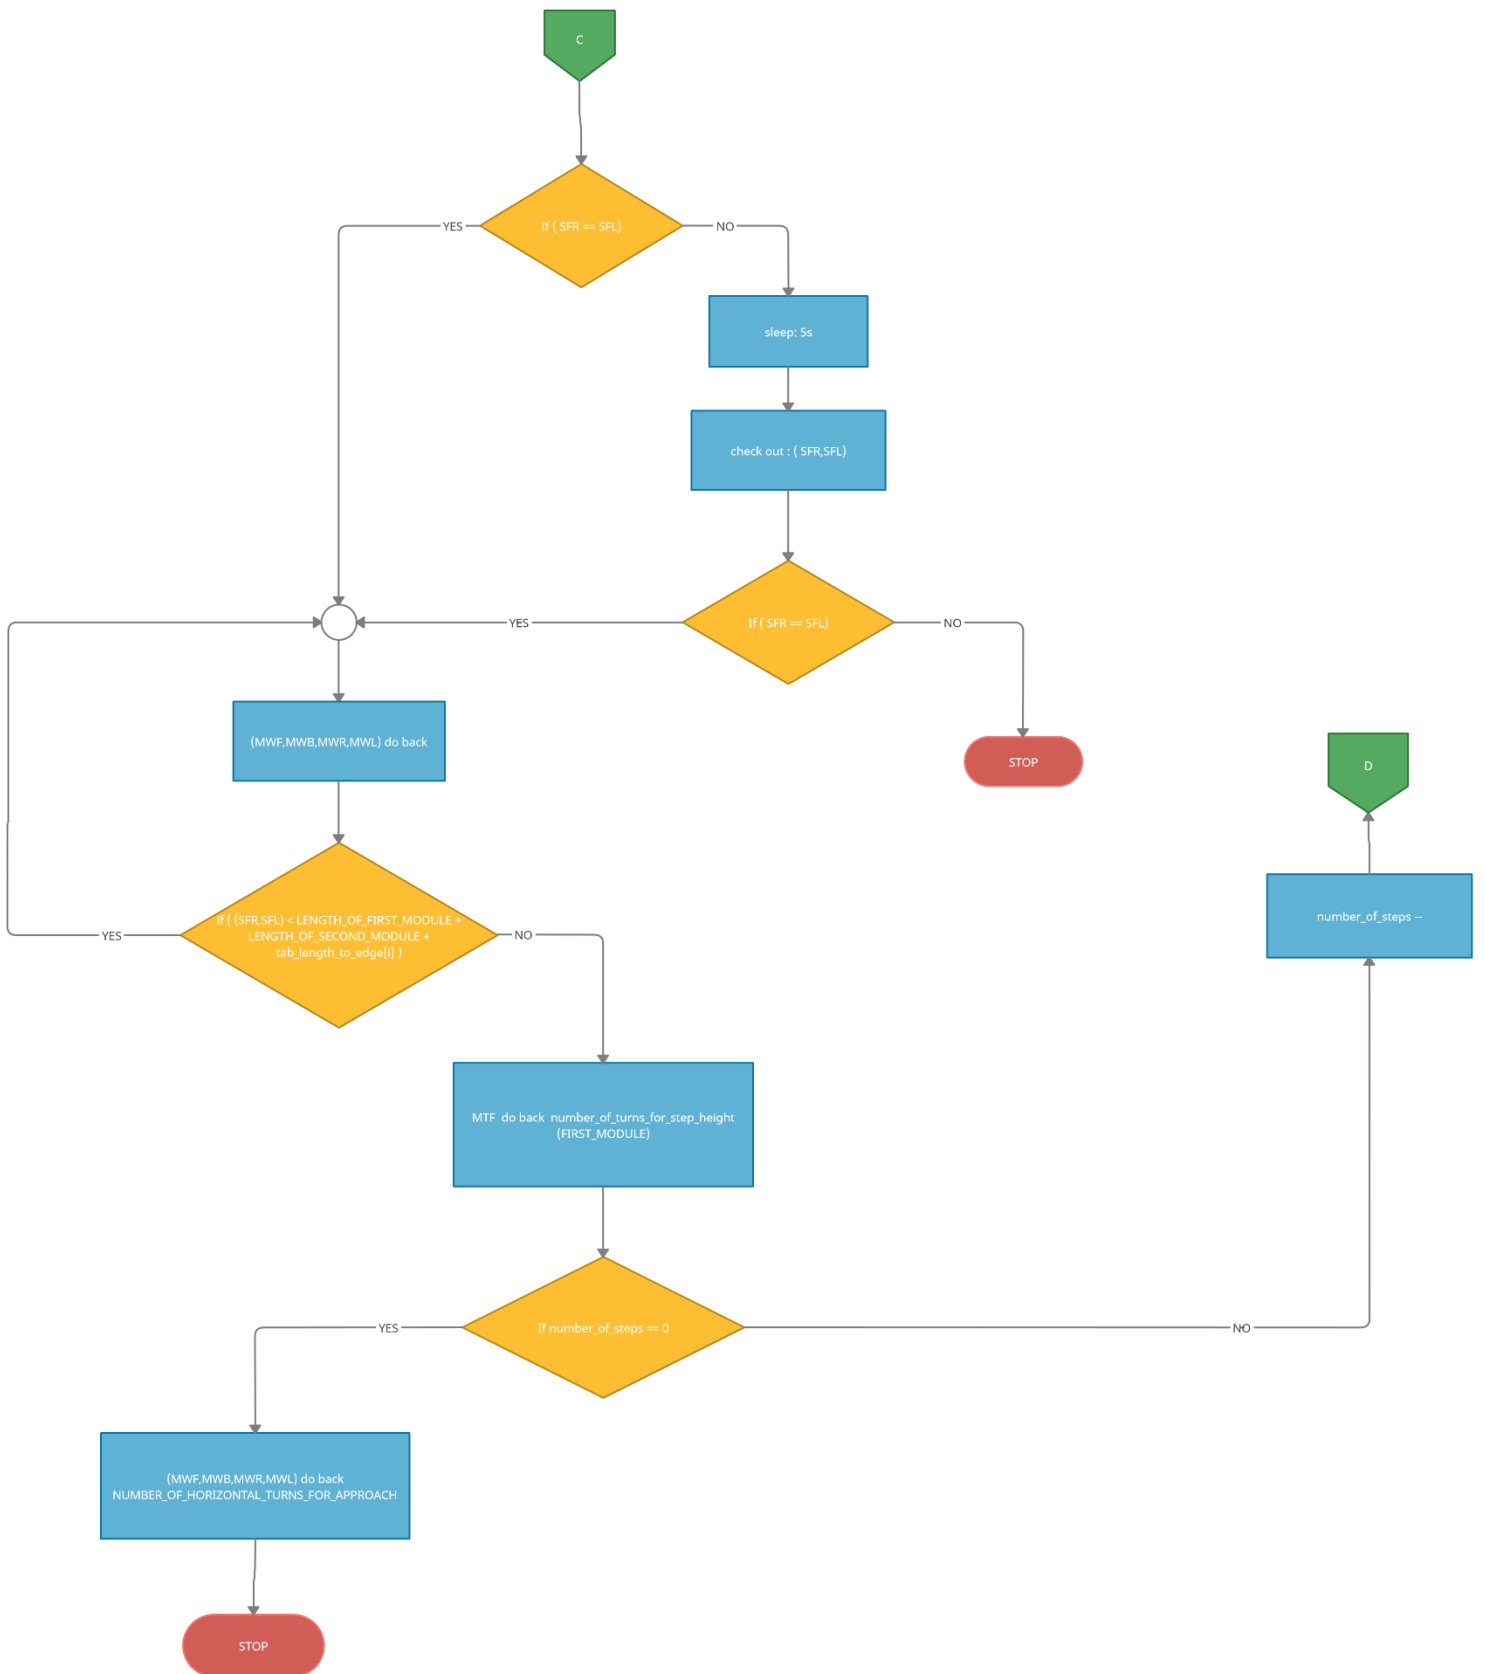 C
If ( SFR == SFL)
YES
NO
sleep: 5s
check out : ( SFR,SFL)
If ( SFR == SFL)
YES
NO
STOP
(MWF,MWB,MWR,MWL) do back
D
if ( (SFR,SFL) < LENGTH_OF_FIRST_MODULE +
LENGTH_OF_SECOND_MODULE +
tab_length_to_edge[i] )
YES
NO
number_of_steps --
MTF do back number_of_turns_for_step_height
(FIRST_MODULE)
If number_of_steps == 0
YES
NO
(MWF,MWB,MWR,MWL) do back
NUMBER_OF_HORIZONTAL_TURNS_FOR_APPROACH
STOP